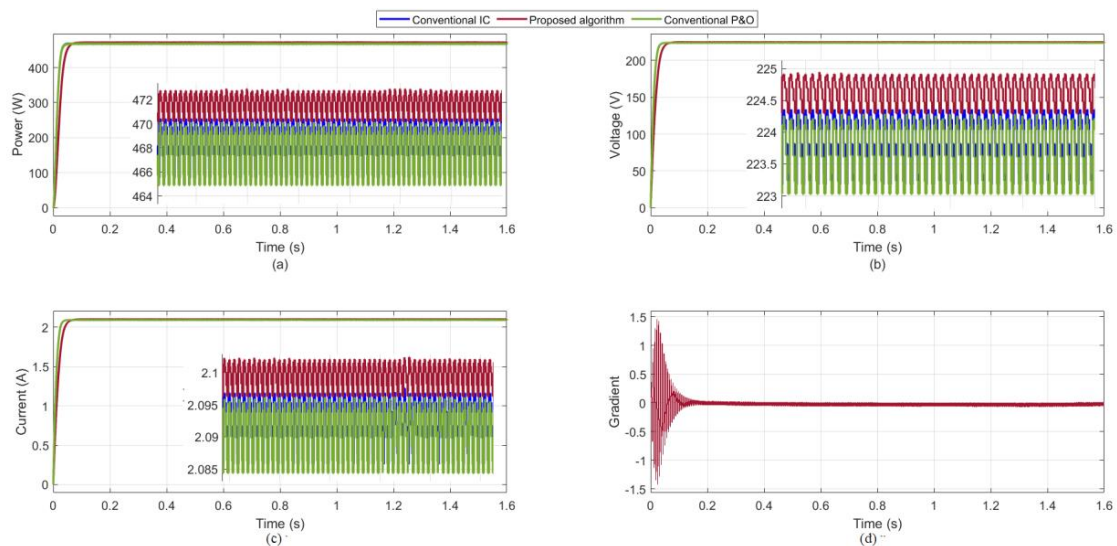 Conventional IC Proposed algorithm Conventional P&O
400
300
200
100
0
Power (W)
472
470
468
466
464
0 0.2 0.4 0.6 0.8 1 1.2 1.4 1.6
Time (s)
(a)
200
150
100
50
0
Voltage (V)
225
224.5
224
223.5
223
0 0.2 0.4 0.6 0.8 1 1.2 1.4 1.6
Time (s)
(b)
2
1.5
1
0.5
0
Current (A)
2.1
2.095
2.09
2.085
0 0.2 0.4 0.6 0.8 1 1.2 1.4 1.6
Time (s)
(c)
1.5
1
0.5
0
-0.5
-1
-1.5
Gradient
0 0.2 0.4 0.6 0.8 1 1.2 1.4 1.6
Time (s)
(d)